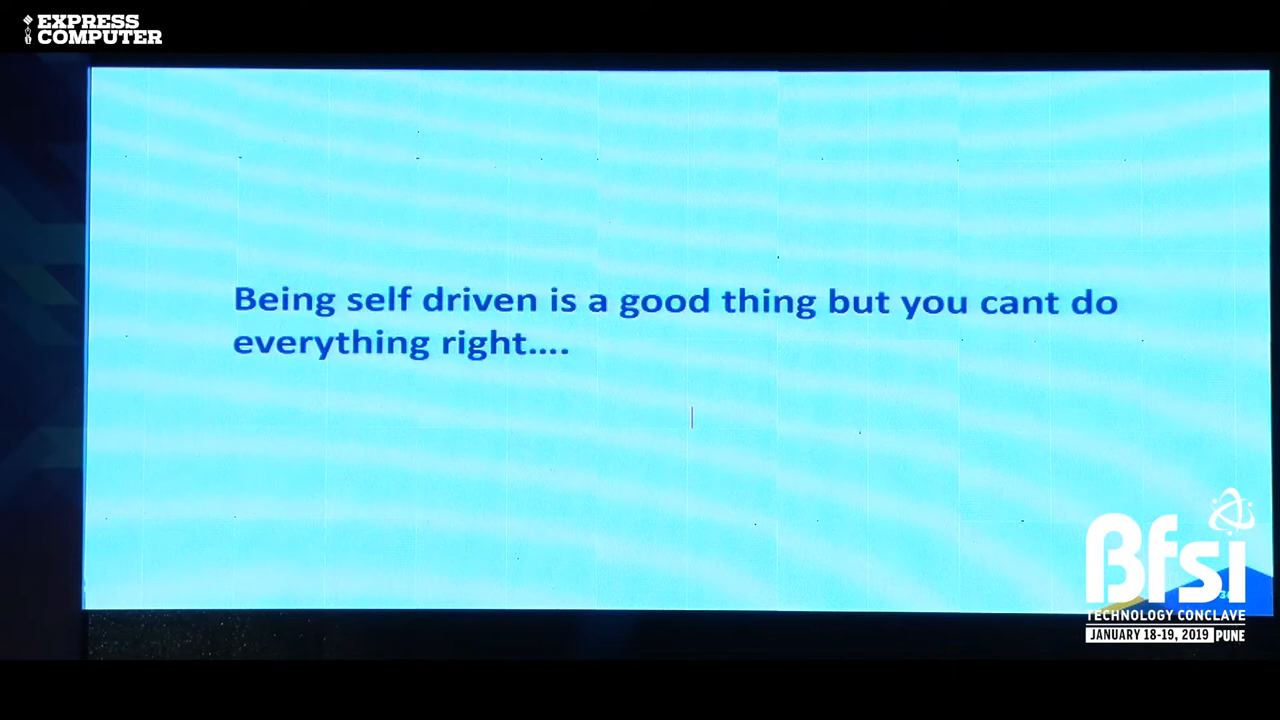 EXPRESS
COMPUTER
Being self driven is a good thing but you cant do
everything right....
Bfsi
TECHNOLOGY CONCLAVE
JANUARY 18-19, 2019 PUNE